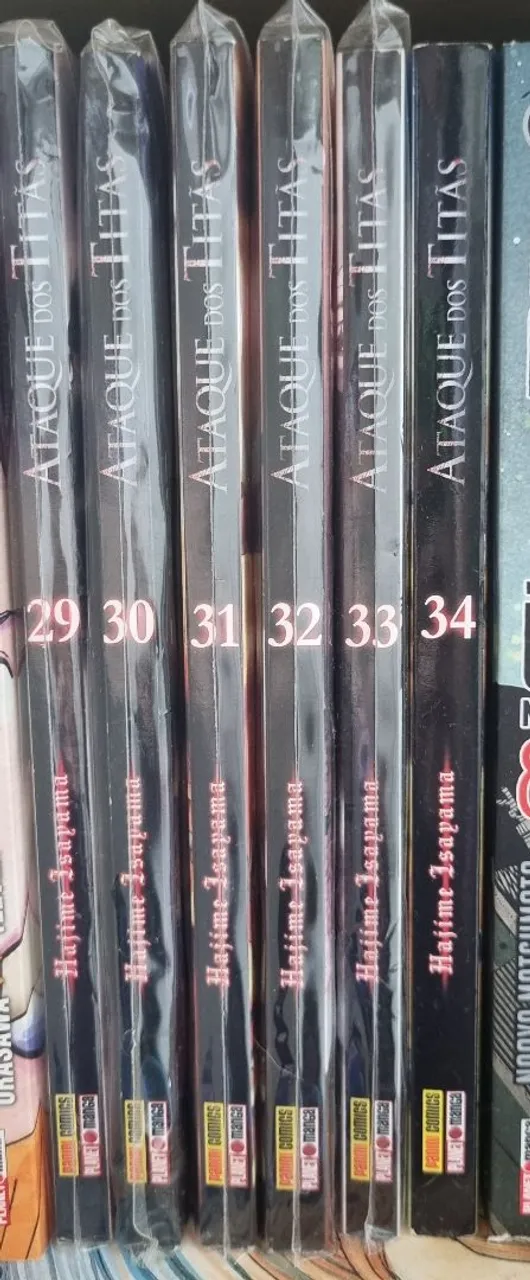 URASAWA
ATAQUE DOS TITÃS
29
Hajime Isayama
panini comics
PLANET manga
ATAQUE DOS TITÃS
30
Hajime Isayama
panini comics
PLANET manga
ATAQUE DOS TITÃS
31
Hajime Isayama
panini comics
PLANET manga
ATAQUE DOS TITÃS
32
Hajime Isayama
panini comics
PLANET manga
ATAQUE DOS TITÃS
33
Hajime Isayama
panini comics
PLANET manga
ATAQUE DOS TITÃS
34
Hajime Isayama
panini comics
PLANET manga
manga